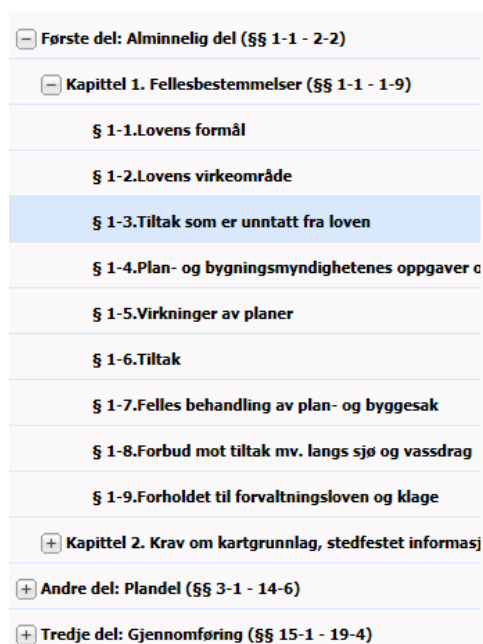 Første del: Alminnelig del (§§ 1-1 - 2-2)
Kapittel 1. Fellesbestemmelser (§§ 1-1 - 1-9)
§ 1-1.Lovens formål
§ 1-2.Lovens virkeområde
§ 1-3.Tiltak som er unntatt fra loven
§ 1-4.Plan- og bygningsmyndighetenes oppgaver o
§ 1-5.Virkninger av planer
§ 1-6.Tiltak
§ 1-7.Felles behandling av plan- og byggesak
§ 1-8.Forbud mot tiltak mv. langs sjø og vassdrag
§ 1-9.Forholdet til forvaltningsloven og klage
Kapittel 2. Krav om kartgrunnlag, stedfestet informasj
Andre del: Plandel (§§ 3-1 - 14-6)
Tredje del: Gjennomføring (§§ 15-1 - 19-4)